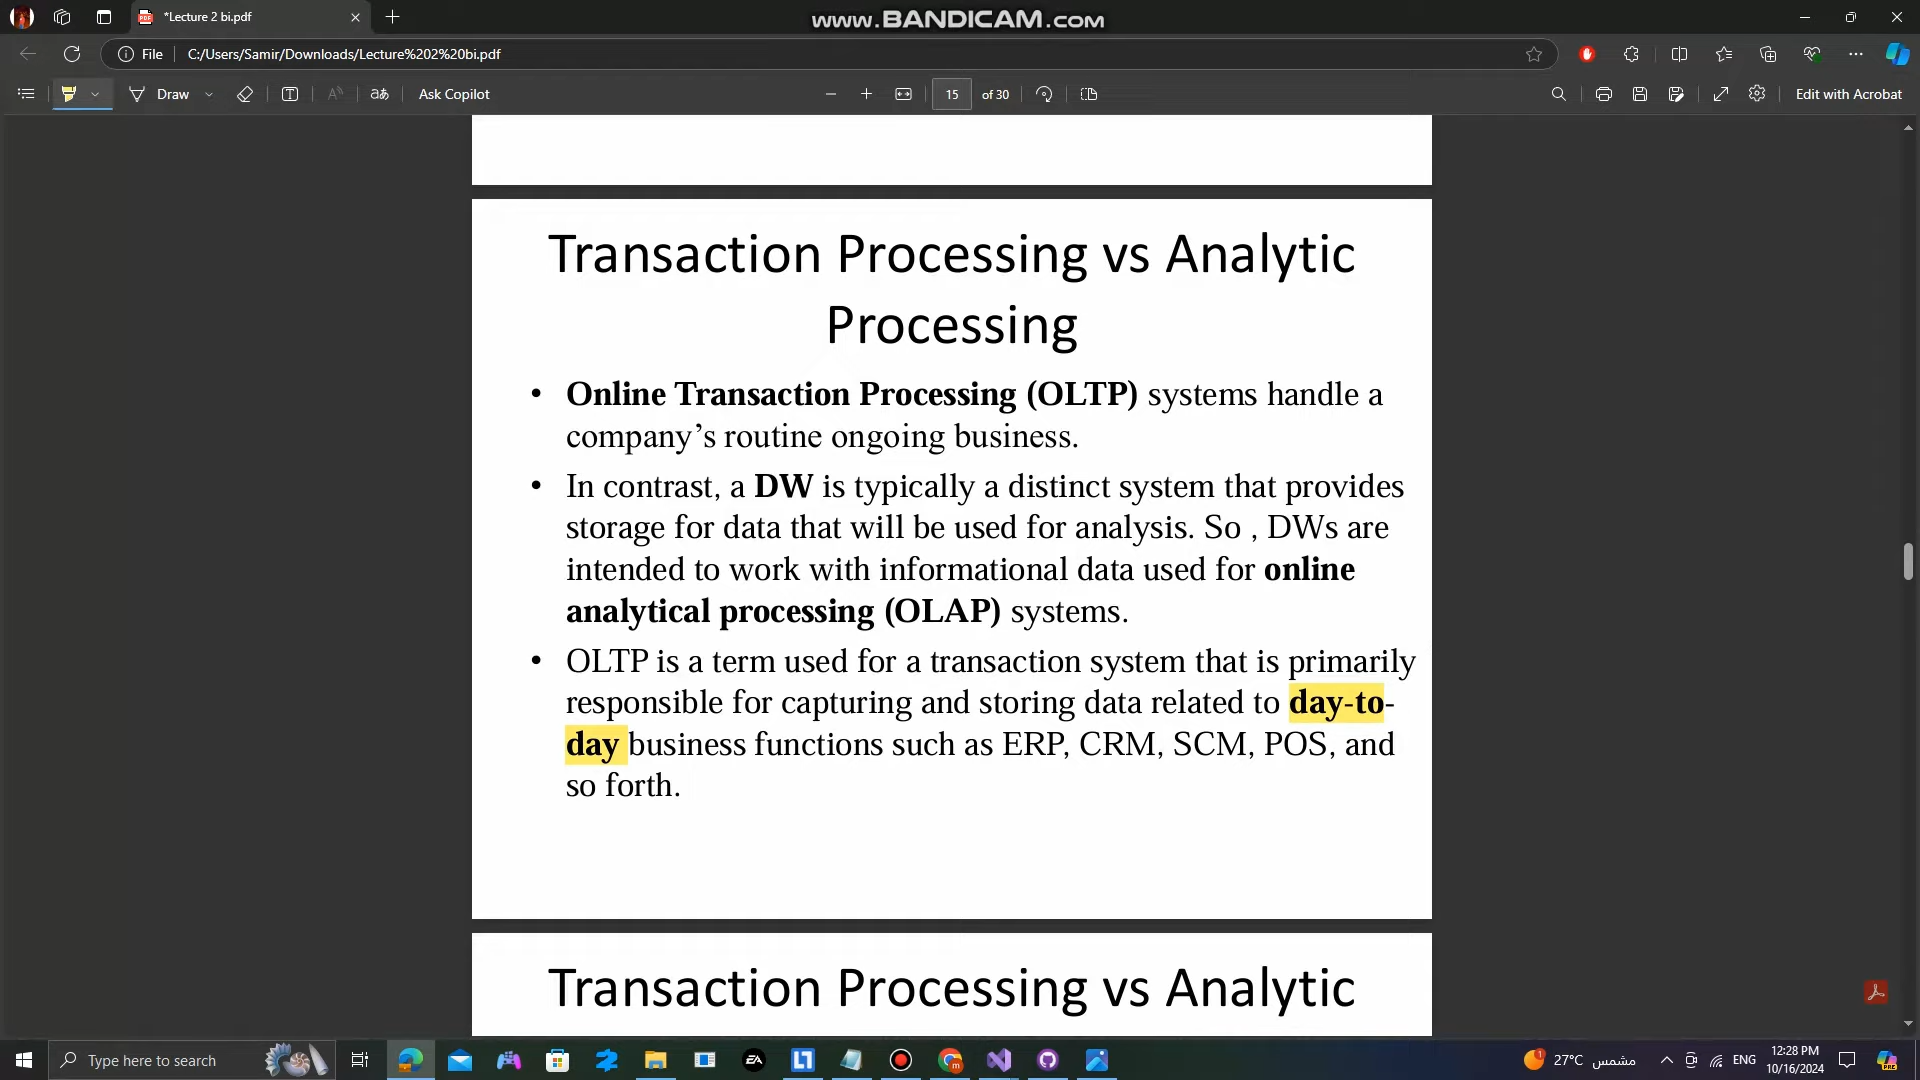 *Lecture 2 bi.pdf
www.BANDICAM.com
File
C:/Users/Samir/Downloads/Lecture%202%20bi.pdf
Draw
aあ
Ask Copilot
15 of 30
Edit with Acrobat
Transaction Processing vs Analytic
Processing
• Online Transaction Processing (OLTP) systems handle a
company’s routine ongoing business.
• In contrast, a DW is typically a distinct system that provides
storage for data that will be used for analysis. So , DWs are
intended to work with informational data used for online
analytical processing (OLAP) systems.
• OLTP is a term used for a transaction system that is primarily
responsible for capturing and storing data related to day-to-
day business functions such as ERP, CRM, SCM, POS, and
so forth.
Transaction Processing vs Analytic
Type here to search
27°C مشمس
ENG
12:28 PM
10/16/2024